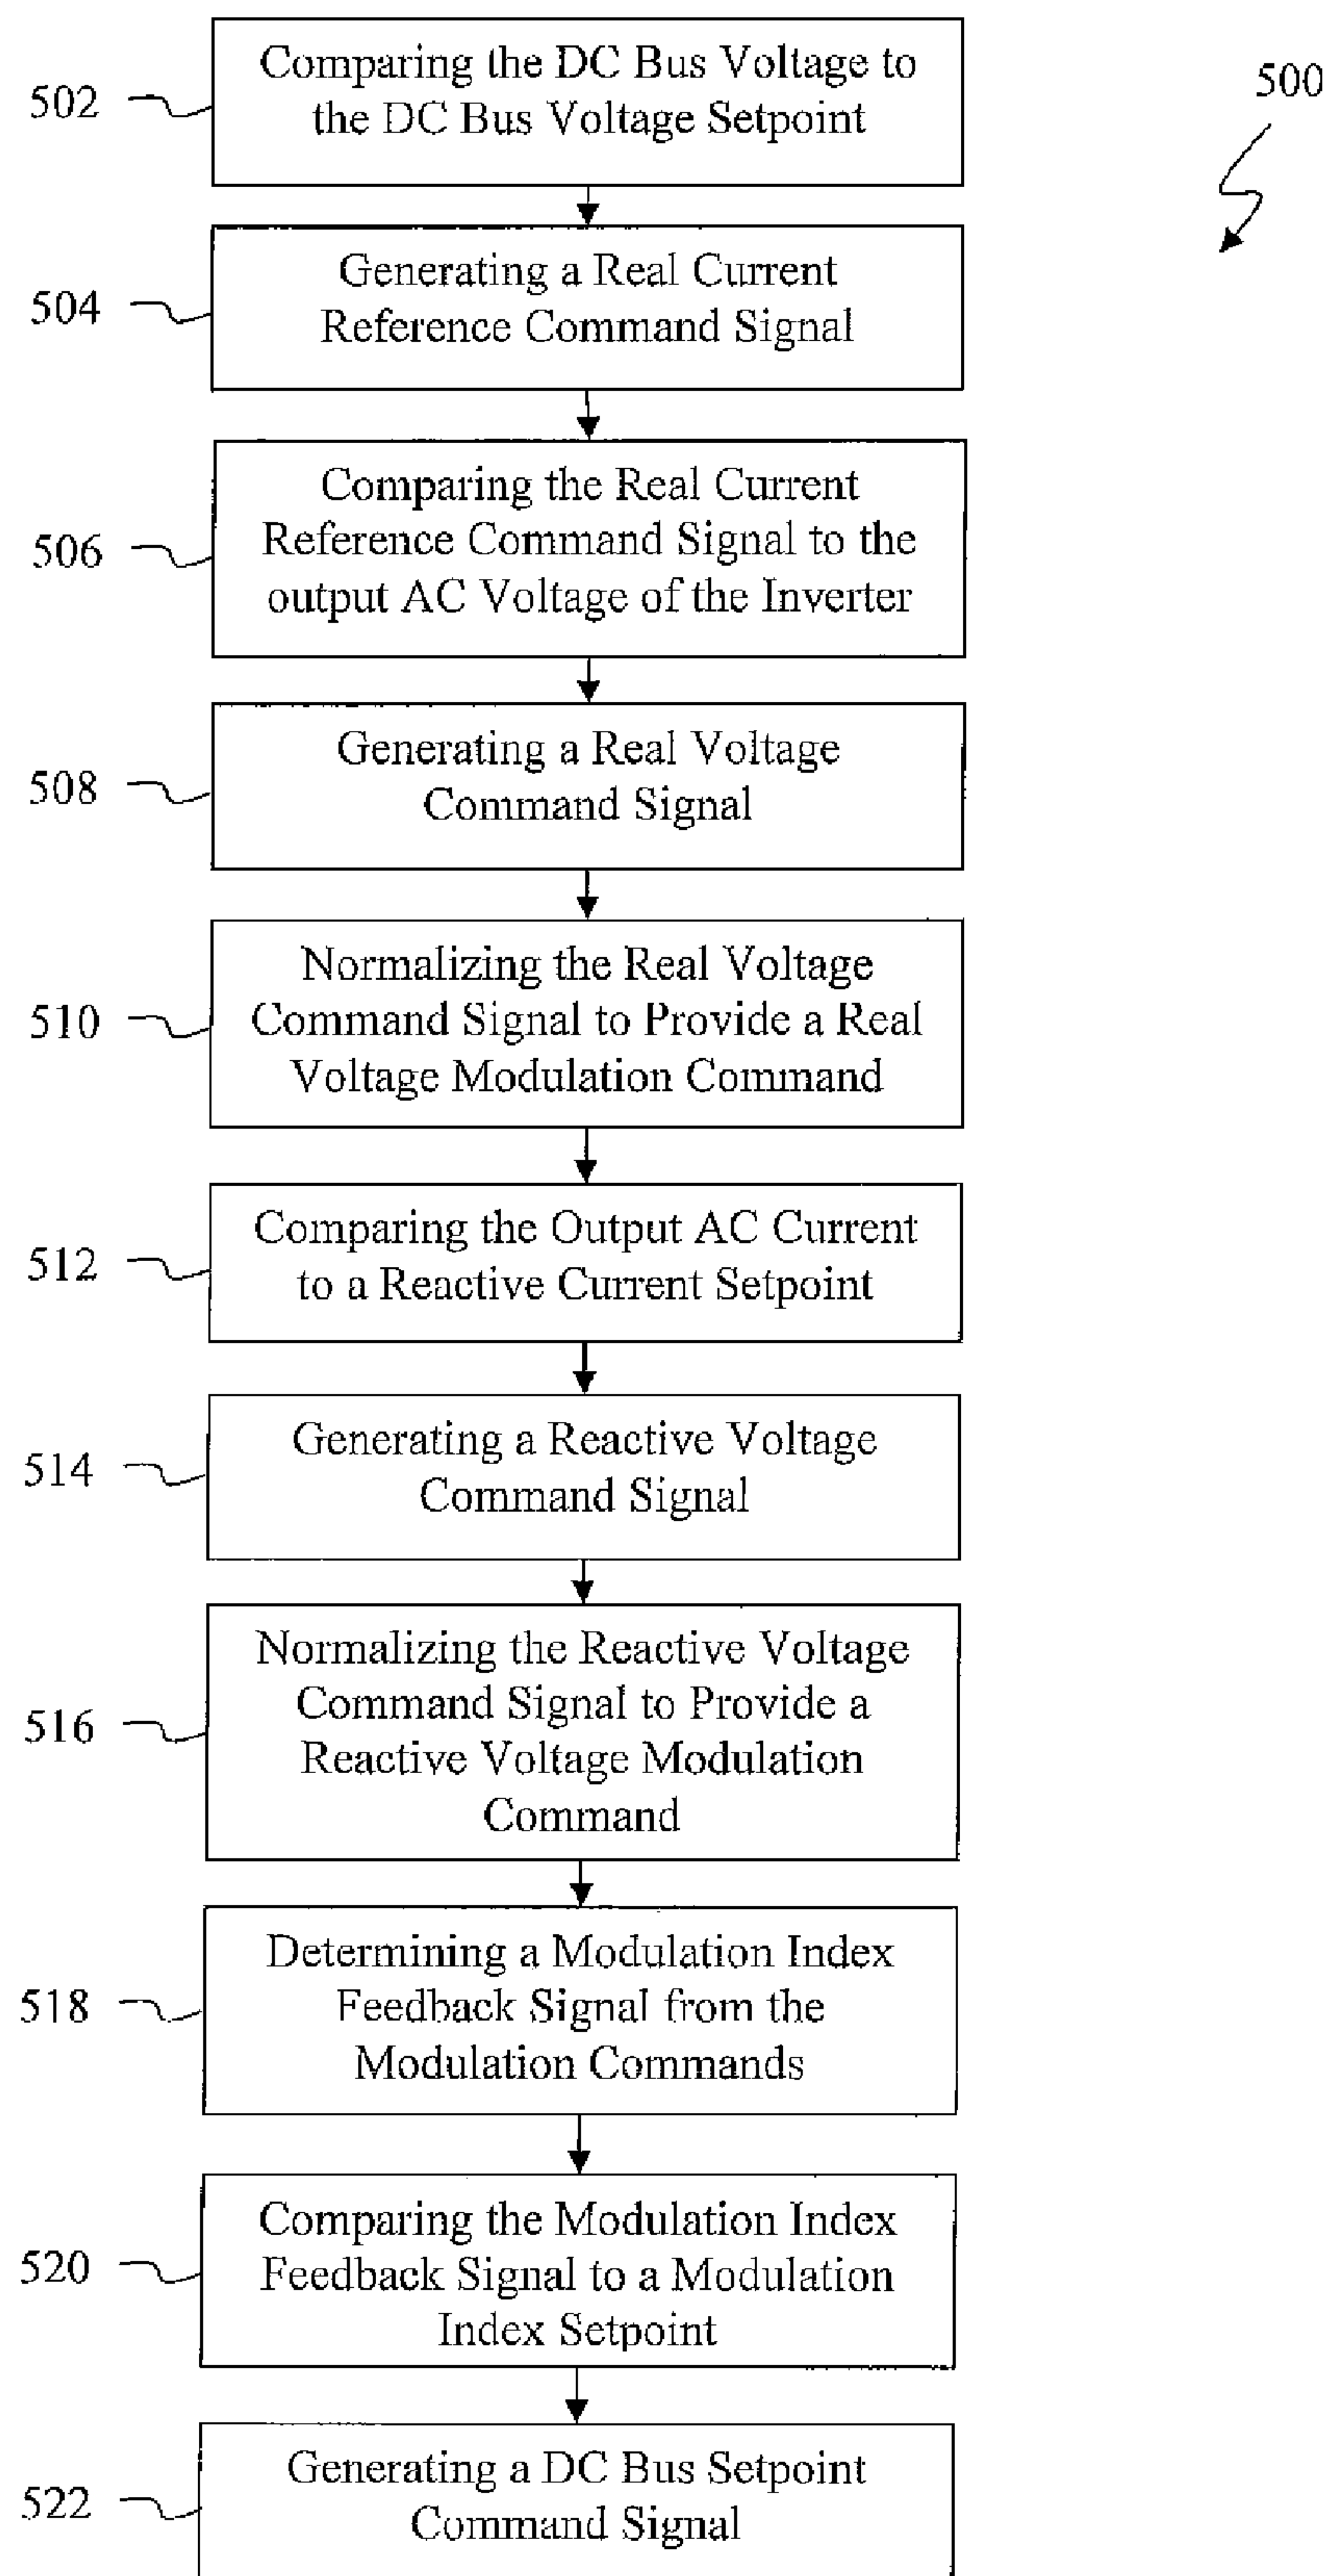 500
502
Comparing the DC Bus Voltage to
the DC Bus Voltage Setpoint
504
Generating a Real Current
Reference Command Signal
506
Comparing the Real Current
Reference Command Signal to the
output AC Voltage of the Inverter
508
Generating a Real Voltage
Command Signal
510
Normalizing the Real Voltage
Command Signal to Provide a Real
Voltage Modulation Command
512
Comparing the Output AC Current
to a Reactive Current Setpoint
514
Generating a Reactive Voltage
Command Signal
516
Normalizing the Reactive Voltage
Command Signal to Provide a
Reactive Voltage Modulation
Command
518
Determining a Modulation Index
Feedback Signal from the
Modulation Commands
520
Comparing the Modulation Index
Feedback Signal to a Modulation
Index Setpoint
522
Generating a DC Bus Setpoint
Command Signal